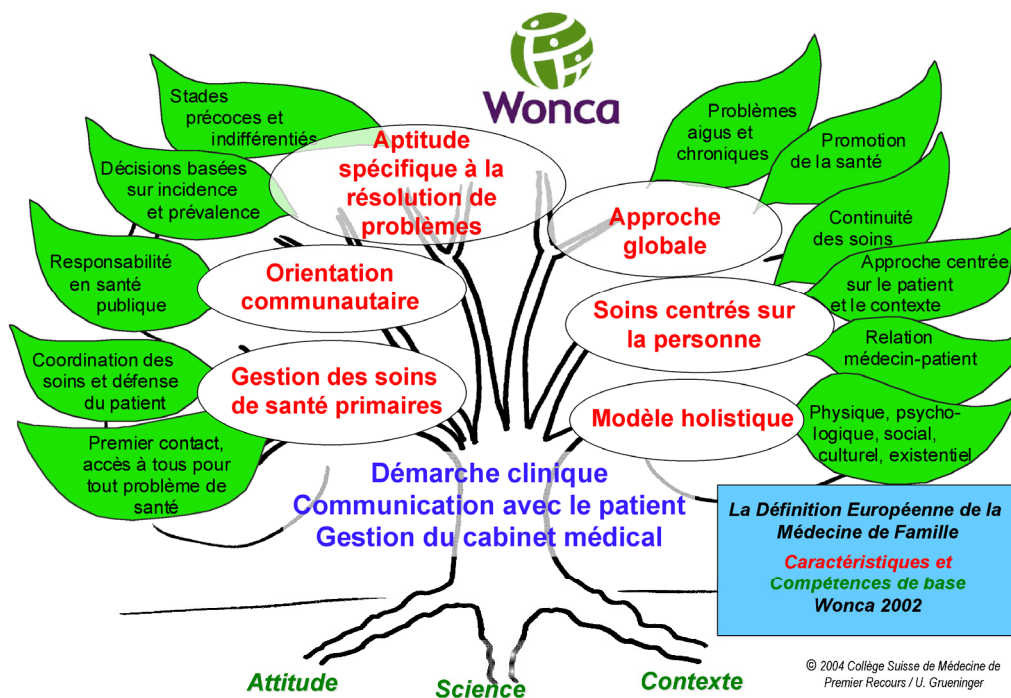 Wonca
Stades
précoces et
indifférentiés
Décisions basées
sur incidence
et prévalence
Responsabilité
en santé
publique
Coordination des
soins et défense
du patient
Premier contact,
accès à tous pour
tout problème de
santé
Aptitude
spécifique à la
résolution de
problèmes
Orientation
communautaire
Gestion des soins
de santé primaires
Approche
globale
Soins centrés sur
la personne
Modèle holistique
Problèmes
aigus et
chroniques
Promotion
de la santé
Continuité
des soins
Approche centrée
sur le patient
et le contexte
Relation
médecin-patient
Physique, psycho-
logique, social,
culturel, existentiel
Démarche clinique
Communication avec le patient
Gestion du cabinet médical
La Définition Européenne de la
Médecine de Famille
Caractéristiques et
Compétences de base
Wonca 2002
Attitude
Science
Contexte
© 2004 Collège Suisse de Médecine de
Premier Recours / U. Grueninger